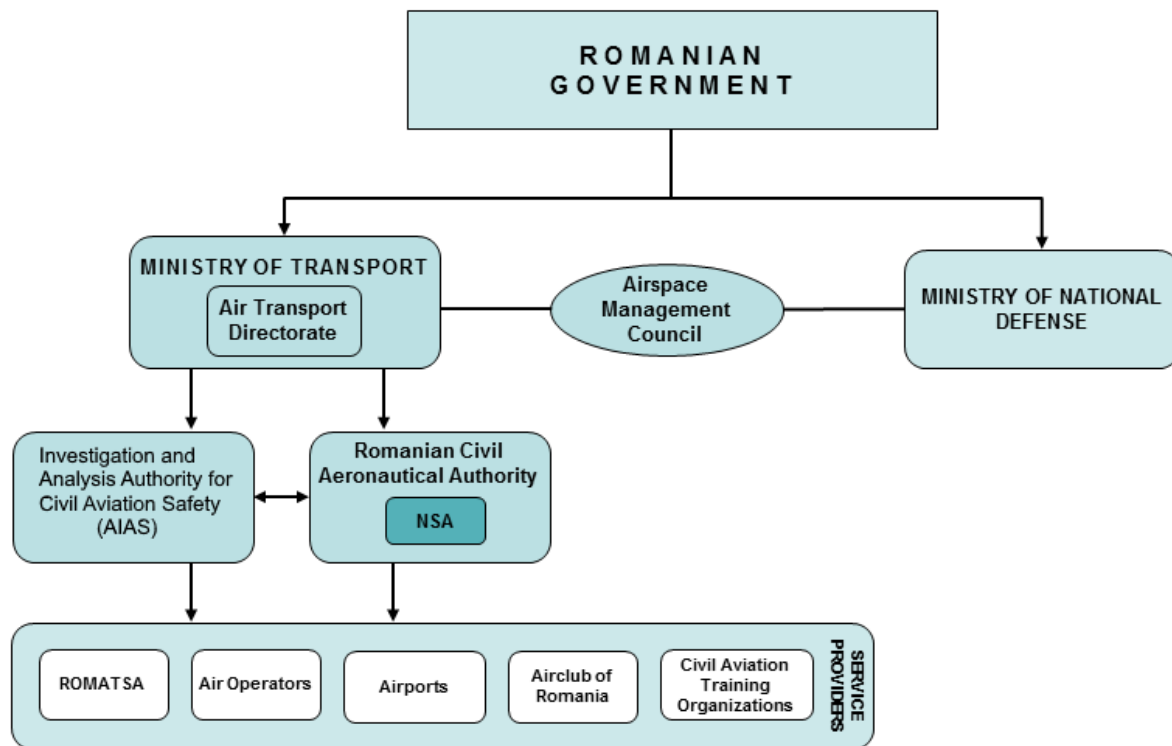 ROMANIAN
GOVERNMENT
MINISTRY OF TRANSPORT
Air Transport
Directorate
Airspace
Management
Council
MINISTRY OF NATIONAL
DEFENSE
Investigation and
Analysis Authority for
Civil Aviation Safety
(AIAS)
Romanian Civil
Aeronautical Authority
NSA
ROMATSA
Air Operators
Airports
Airclub of
Romania
Civil Aviation
Training
Organizations
SERVICE
PROVIDERS